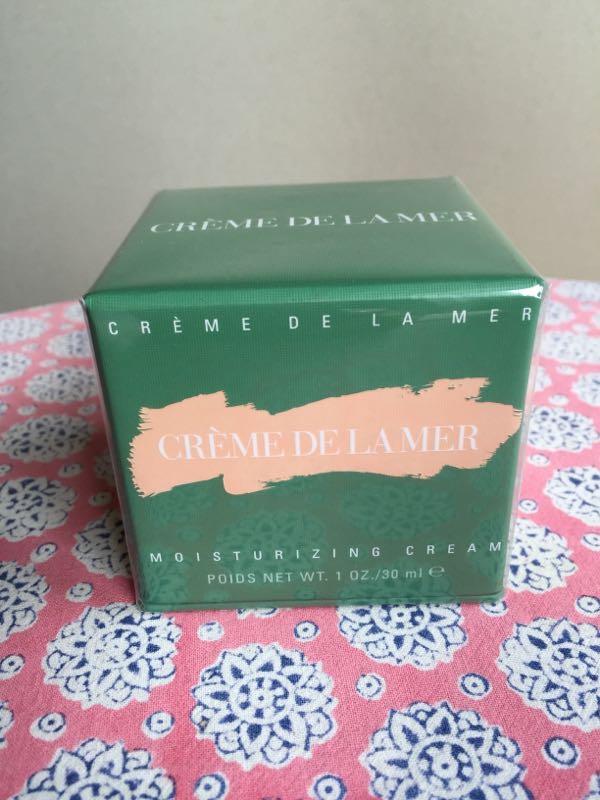 CRÈME DE LA MER
CRÈME DE LA MER
CRÈME DE LA MER
MOISTURIZING CREAM
POIDS NET WT. 1 OZ./30 ml ℮